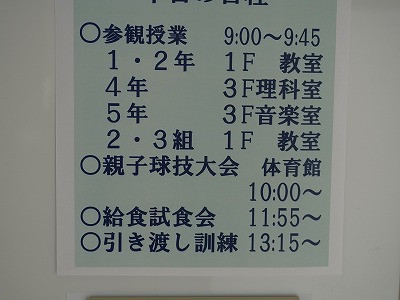 ○参観授業 9:00～9:45
１・２年 １Ｆ 教室
４年 ３Ｆ理科室
５年 ３Ｆ音楽室
２・３組 １Ｆ 教室
○親子球技大会 体育館
10:00～
○給食試食会 11:55～
○引き渡し訓練 13:15～